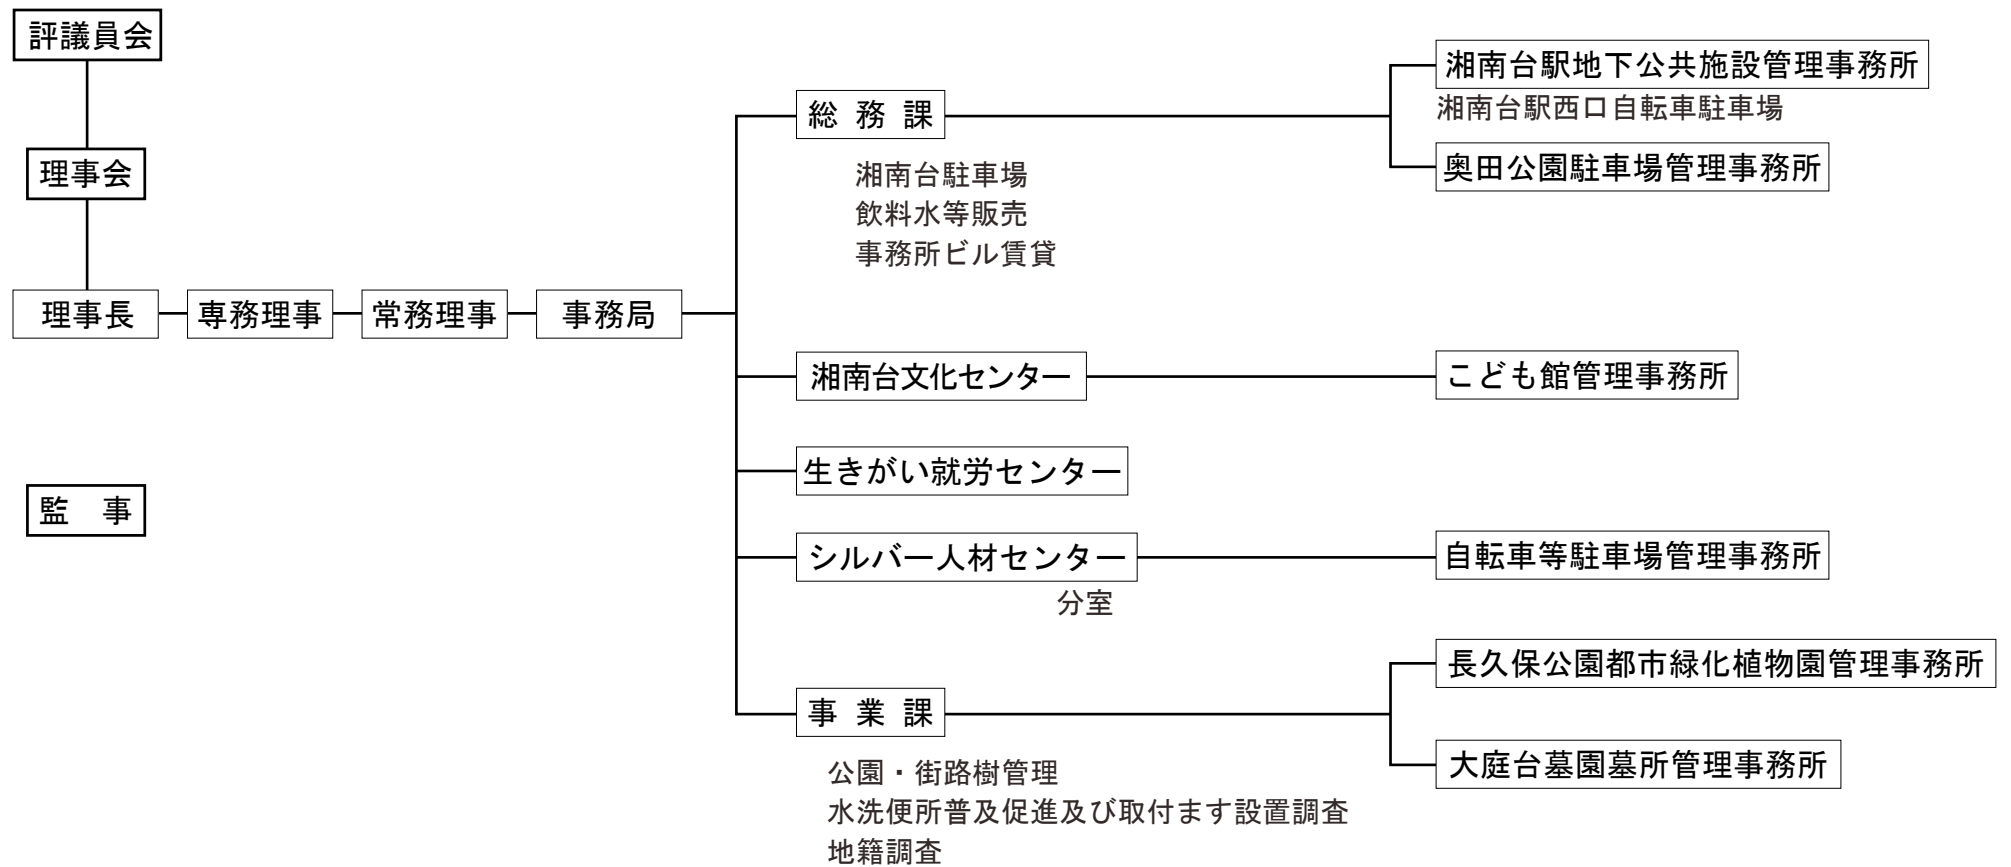 評議員会
理事会
理事長
専務理事
常務理事
事務局
監　事
総 務 課
湘南台駐車場
飲料水等販売
事務所ビル賃貸
湘南台駅地下公共施設管理事務所
湘南台駅西口自転車駐車場
奥田公園駐車場管理事務所
湘南台文化センター
こども館管理事務所
生きがい就労センター
シルバー人材センター
分室
自転車等駐車場管理事務所
事 業 課
公園・街路樹管理
水洗便所普及促進及び取付ます設置調査
地籍調査
長久保公園都市緑化植物園管理事務所
大庭台墓園墓所管理事務所